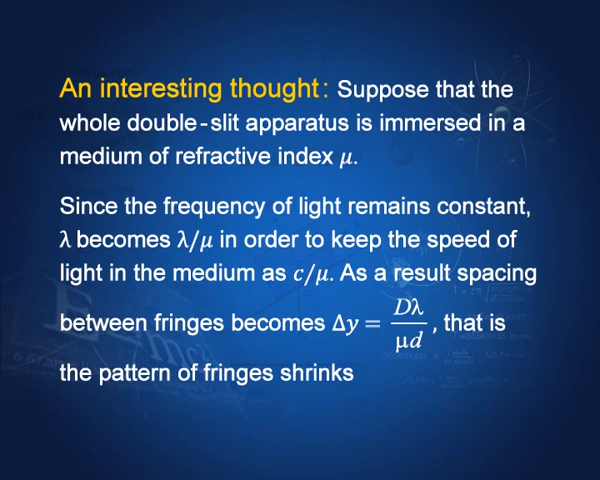 An interesting thought: Suppose that the
whole double-slit apparatus is immersed in a
medium of refractive index μ.
Since the frequency of light remains constant,
λ becomes λ/μ in order to keep the speed of
light in the medium as c/μ. As a result spacing
between fringes becomes Δy = Dλ/μd, that is
the pattern of fringes shrinks